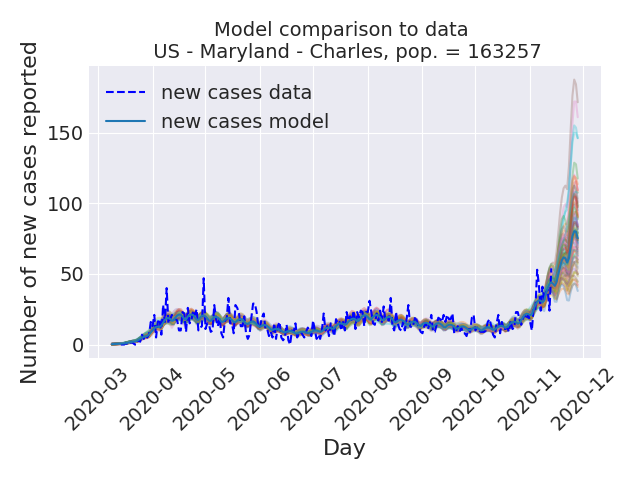 Model comparison to data
US - Maryland - Charles, pop. = 163257
new cases data
new cases model
Number of new cases reported
150
100
50
0
2020-03
2020-04
2020-05
2020-06
2020-07
2020-08
2020-09
2020-10
2020-11
2020-12
Day